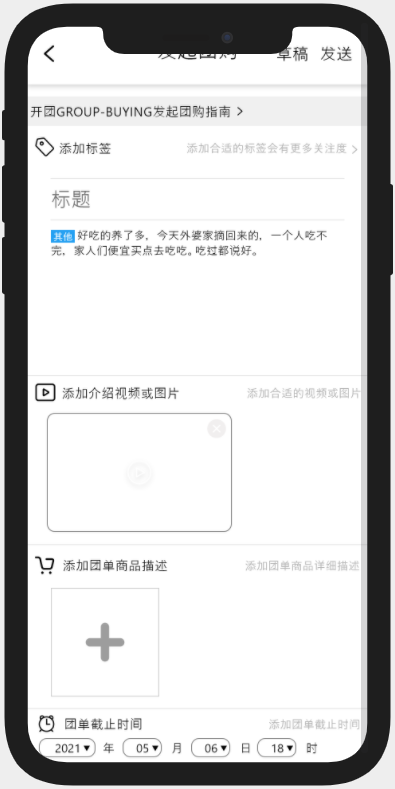 发起团购 草稿 发送
开团GROUP-BUYING发起团购指南 >
添加标签 添加合适的标签会有更多关注度 >
标题
其他 好吃的养了多，今天外婆家摘回来的，一个人吃不
完，家人们便宜买点去吃吃。吃过都说好。
添加介绍视频或图片 添加合适的视频或图片
添加团单商品描述 添加团单商品详细描述
团单截止时间 添加团单截止时间
2021 年 05 月 06 日 18 时